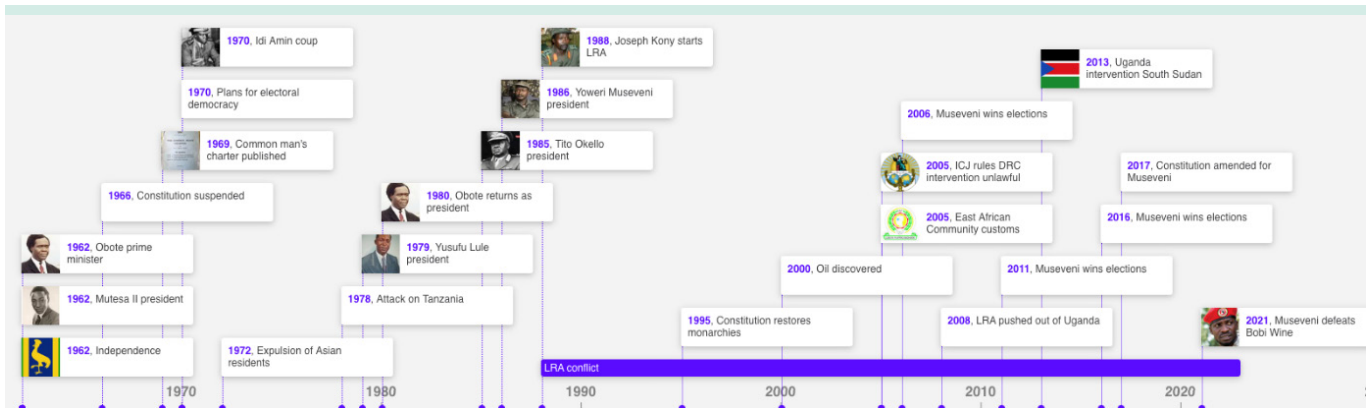 1970, Idi Amin coup
1970, Plans for electoral
democracy
1969, Common man's
charter published
1966, Constitution suspended
1962, Obote prime
minister
1962, Mutesa II president
1962, Independence
1972, Expulsion of Asian
residents
1988, Joseph Kony starts
LRA
1986, Yoweri Museveni
president
1985, Tito Okello
president
1980, Obote returns as
president
1979, Yusufu Lule
president
1978, Attack on Tanzania
2013, Uganda
intervention South Sudan
2006, Museveni wins elections
2005, ICJ rules DRC
intervention unlawful
2005, East African
Community customs
2000, Oil discovered
1995, Constitution restores
monarchies
2017, Constitution amended for
Museveni
2016, Museveni wins elections
2011, Museveni wins elections
2008, LRA pushed out of Uganda
2021, Museveni defeats
Bobi Wine
LRA conflict
1970
1980
1990
2000
2010
2020